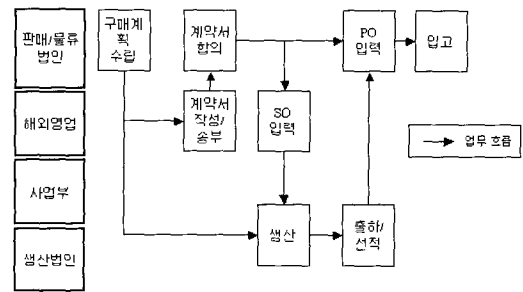 판매/물류
법인
구매계
획
수립
계약서
합의
PO
입력
입고
해외영업
계약서
작성/
송부
SO
입력
업무 흐름
사업부
생산
출하/
선적
생산법인